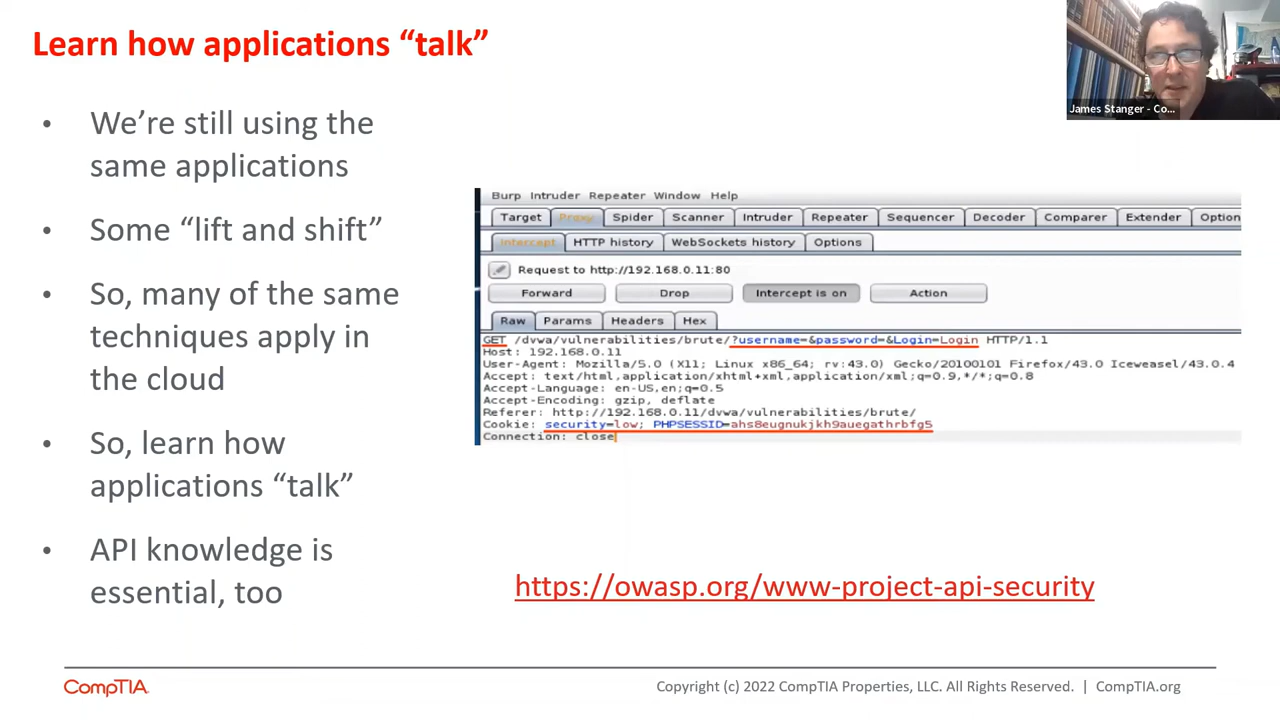 Learn how applications “talk”
James Stanger - Co...
• We’re still using the
same applications
• Some “lift and shift”
• So, many of the same
techniques apply in
the cloud
• So, learn how
applications “talk”
• API knowledge is
essential, too
Burp Intruder Repeater Window Help
Target Proxy Spider Scanner Intruder Repeater Sequencer Decoder Comparer Extender Option
Intercept HTTP history WebSockets history Options
Request to http://192.168.0.11:80
Forward Drop Intercept is on Action
Raw Params Headers Hex
GET /dvwa/vulnerabilities/brute/?username=&password=&Login=Login HTTP/1.1
Host: 192.168.0.11
User-Agent: Mozilla/5.0 (X11; Linux x86_64; rv:43.0) Gecko/20100101 Firefox/43.0 Iceweasel/43.0.4
Accept: text/html,application/xhtml+xml,application/xml;q=0.9,*/*;q=0.8
Accept-Language: en-US,en;q=0.5
Accept-Encoding: gzip, deflate
Referer: http://192.168.0.11/dvwa/vulnerabilities/brute/
Cookie: security=low; PHPSESSID=ahs8eugnukjkh9auegathrbfg5
Connection: close
https://owasp.org/www-project-api-security
CompTIA.
Copyright (c) 2022 CompTIA Properties, LLC. All Rights Reserved. | CompTIA.org